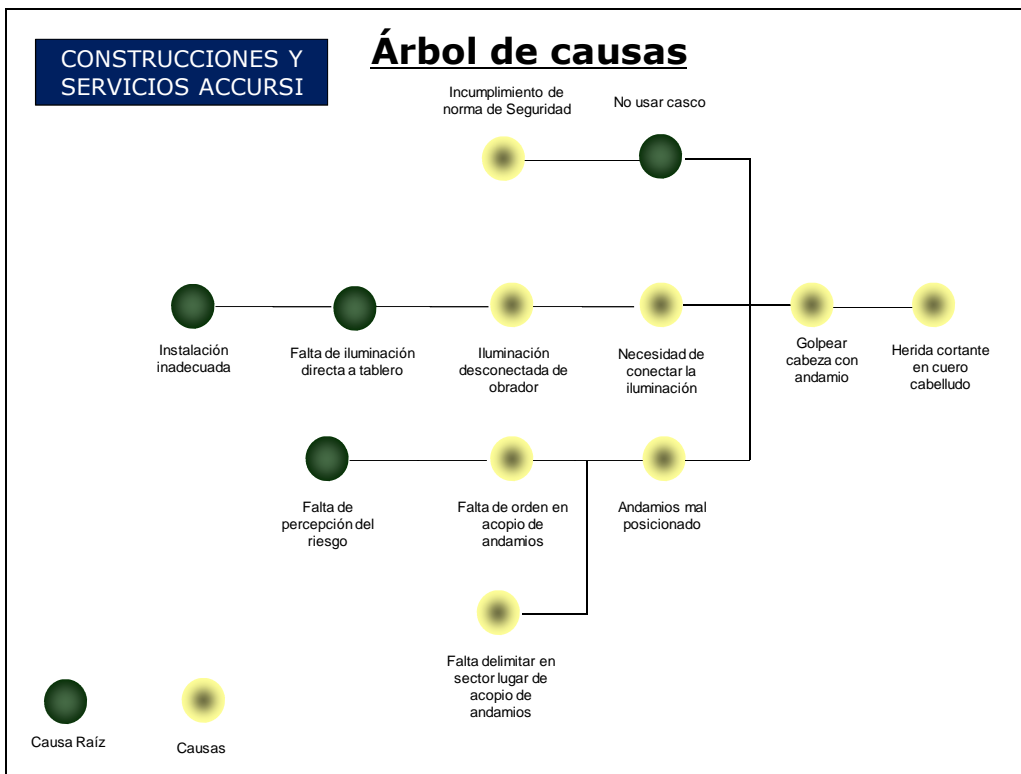 Árbol de causas
CONSTRUCCIONES Y
SERVICIOS ACCURSI
Incumplimiento de
norma de Seguridad
No usar casco
Instalación
inadecuada
Falta de iluminación
directa a tablero
Iluminación
desconectada de
obrador
Necesidad de
conectar la
iluminación
Golpear
cabeza con
andamio
Herida cortante
en cuero
cabelludo
Falta de
percepción del
riesgo
Falta de orden en
acopio de
andamios
Andamios mal
posicionado
Falta delimitar en
sector lugar de
acopio de
andamios
Causa Raíz
Causas